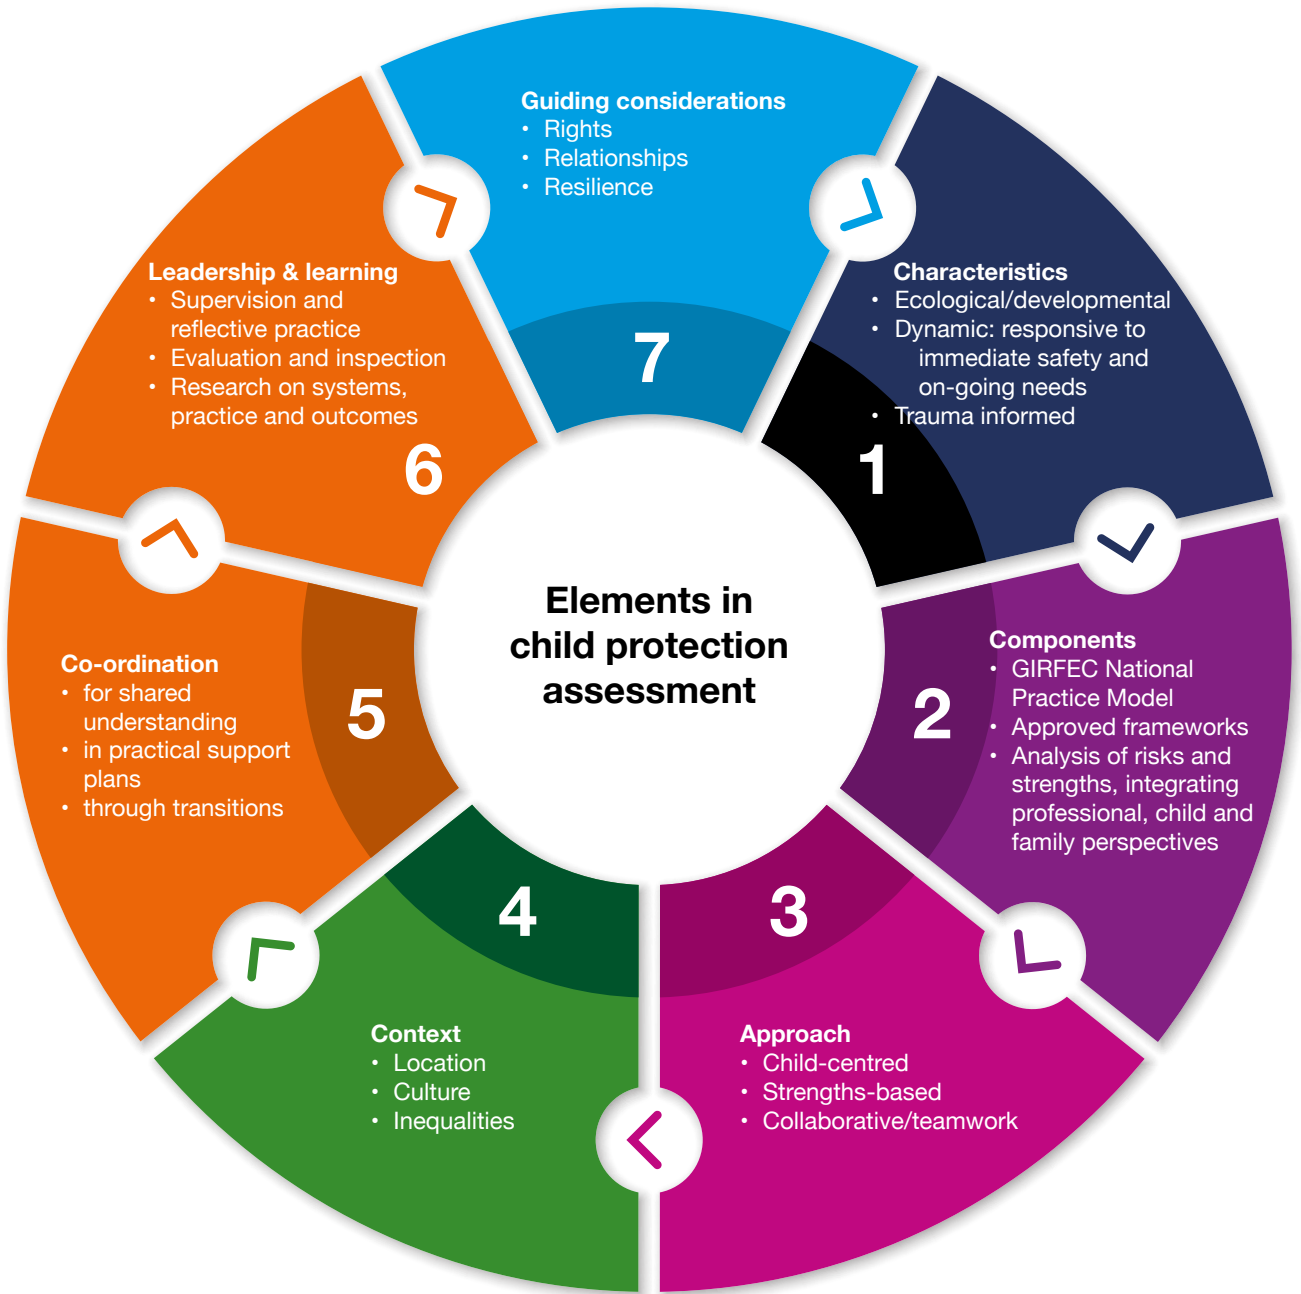 Elements in
child protection
assessment
1
Characteristics
• Ecological/developmental
• Dynamic: responsive to
immediate safety and
on-going needs
• Trauma informed
2
Components
• GIRFEC National
Practice Model
• Approved frameworks
• Analysis of risks and
strengths, integrating
professional, child and
family perspectives
3
Approach
• Child-centred
• Strengths-based
• Collaborative/teamwork
4
Context
• Location
• Culture
• Inequalities
5
Co-ordination
• for shared
understanding
• in practical support
plans
• through transitions
6
Leadership & learning
• Supervision and
reflective practice
• Evaluation and inspection
• Research on systems,
practice and outcomes
7
Guiding considerations
• Rights
• Relationships
• Resilience